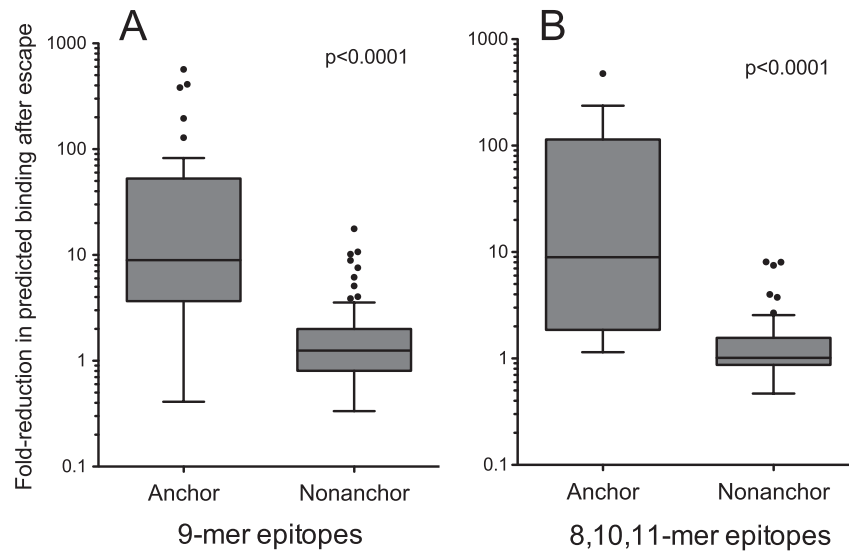 A
B
Fold-reduction in predicted binding after escape
1000
100
10
1
0.1
p<0.0001
Anchor
Nonanchor
9-mer epitopes
1000
100
10
1
0.1
p<0.0001
Anchor
Nonanchor
8,10,11-mer epitopes